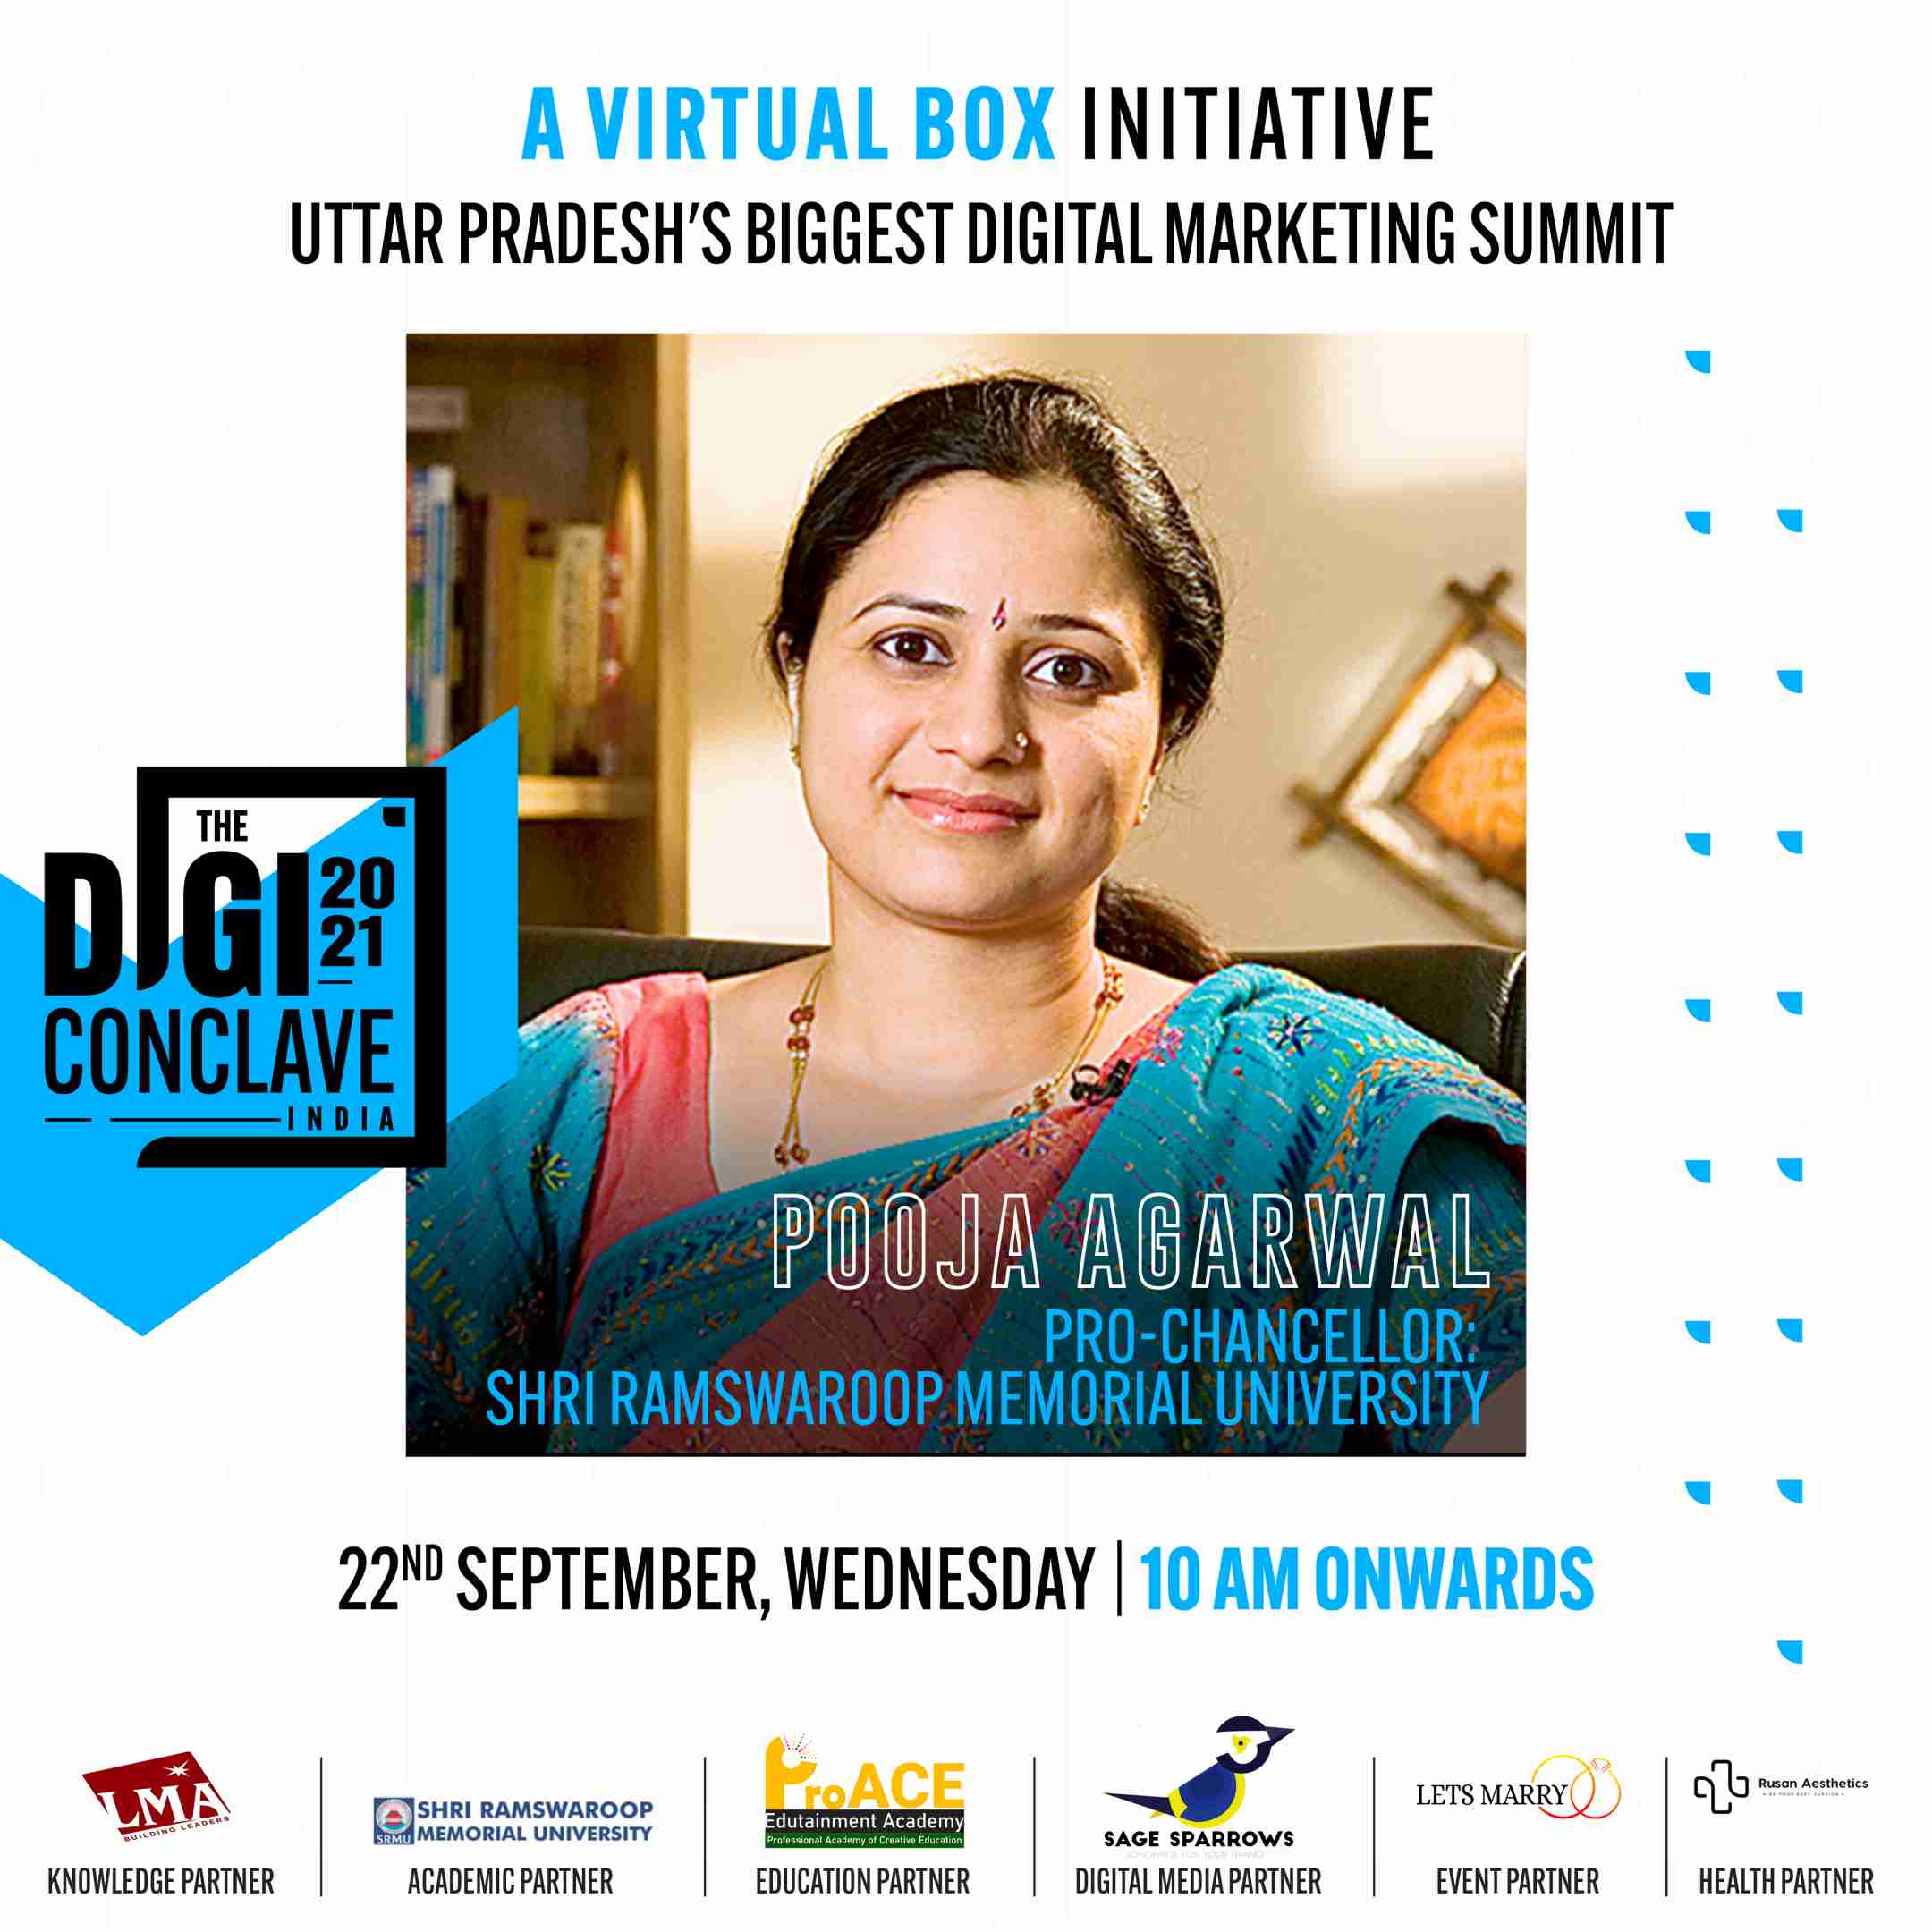 A VIRTUAL BOX INITIATIVE
UTTAR PRADESH'S BIGGEST DIGITAL MARKETING SUMMIT
THE
DIGI 20
21
CONCLAVE
INDIA
POOJA AGARWAL
PRO-CHANCELLOR:
SHRI RAMSWAROOP MEMORIAL UNIVERSITY
22ND SEPTEMBER, WEDNESDAY | 10 AM ONWARDS
LMA
BUILDING LEADERS
KNOWLEDGE PARTNER
SRMU
SHRI RAMSWAROOP
MEMORIAL UNIVERSITY
ACADEMIC PARTNER
ProACE
Edutainment Academy
Professional Academy of Creative Education
EDUCATION PARTNER
SAGE SPARROWS
DIGITAL MEDIA PARTNER
LETS MARRY
EVENT PARTNER
Rusan Aesthetics
HEALTH PARTNER